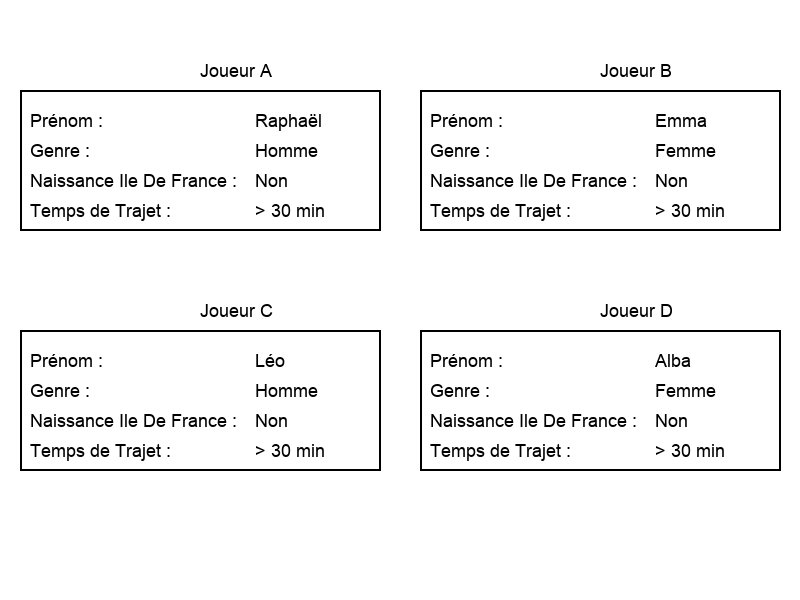 Joueur A
Prénom : Raphaël
Genre : Homme
Naissance Ile De France : Non
Temps de Trajet : > 30 min
Joueur B
Prénom : Emma
Genre : Femme
Naissance Ile De France : Non
Temps de Trajet : > 30 min
Joueur C
Prénom : Léo
Genre : Homme
Naissance Ile De France : Non
Temps de Trajet : > 30 min
Joueur D
Prénom : Alba
Genre : Femme
Naissance Ile De France : Non
Temps de Trajet : > 30 min